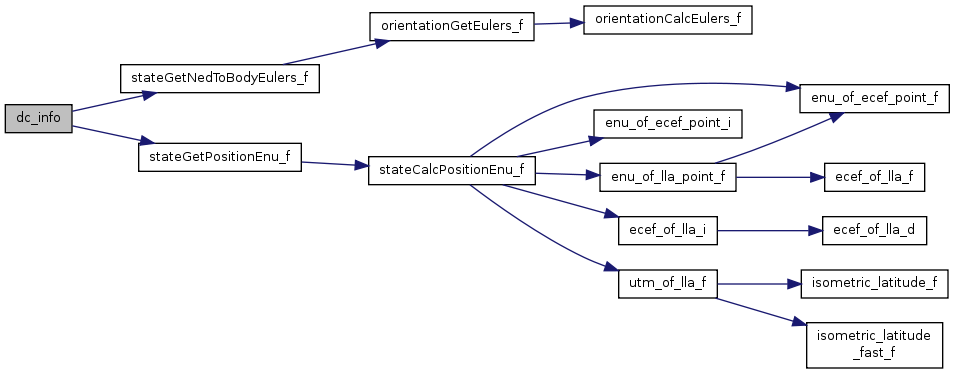 dc_info
stateGetNedToBodyEulers_f
orientationGetEulers_f
orientationCalcEulers_f
stateGetPositionEnu_f
stateCalcPositionEnu_f
enu_of_ecef_point_f
enu_of_ecef_point_i
enu_of_lla_point_f
ecef_of_lla_f
ecef_of_lla_i
ecef_of_lla_d
utm_of_lla_f
isometric_latitude_f
isometric_latitude
_fast_f